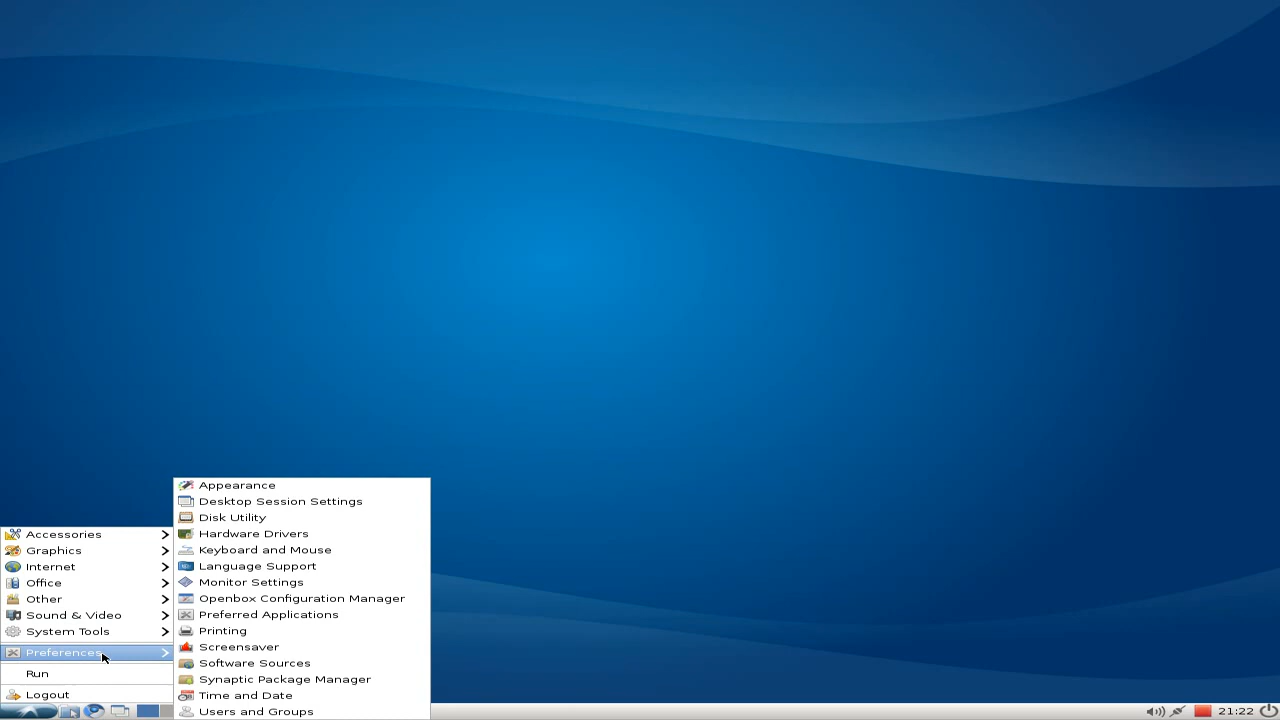 Accessories
Graphics
Internet
Office
Other
Sound & Video
System Tools
Preferences
Run
Logout
Appearance
Desktop Session Settings
Disk Utility
Hardware Drivers
Keyboard and Mouse
Language Support
Monitor Settings
Openbox Configuration Manager
Preferred Applications
Printing
Screensaver
Software Sources
Synaptic Package Manager
Time and Date
Users and Groups
21:22